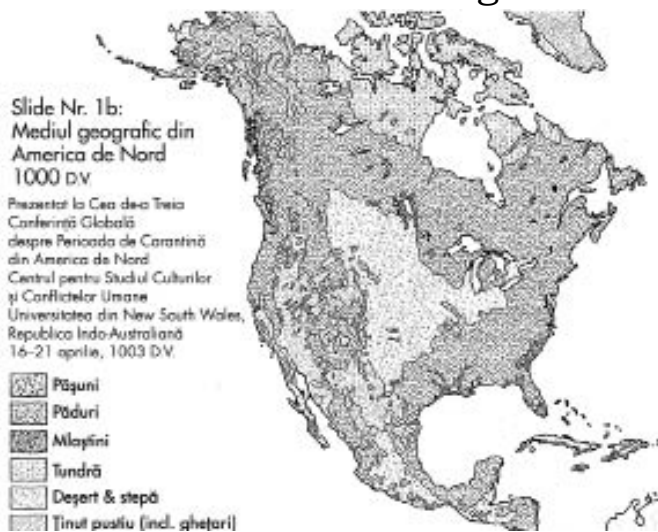 Slide Nr. 1b:
Mediul geografic din
America de Nord
1000 D.V.
Prezentat la Cea de-a Treia
Conferință Globală
despre Perioada de Carantină
din America de Nord
Centrul pentru Studiul Culturilor
și Conflictelor Umane
Universitatea din New South Wales,
Republica Indo-Australiană
16–21 aprilie, 1003 D.V.
Pășuni
Păduri
Mlaștini
Tundră
Deșert & stepă
Ținut pustiu (incl. ghețari)